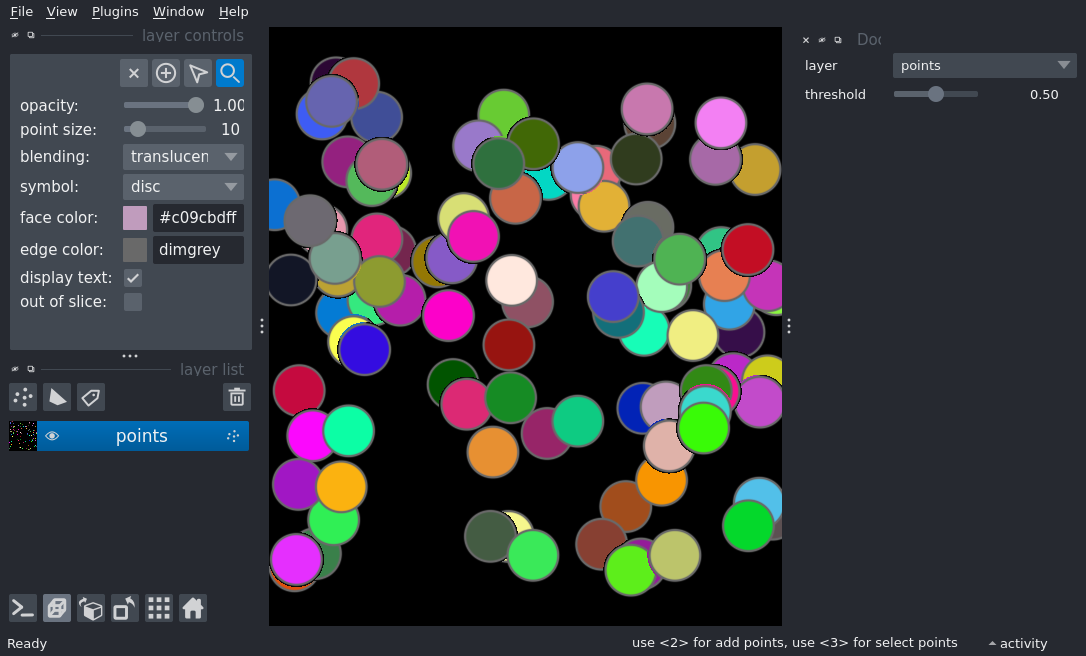 File View Plugins Window Help
layer controls
opacity: 1.00
point size: 10
blending: translucen
symbol: disc
face color: #c09cbdff
edge color: dimgrey
display text:
out of slice:
layer list
points
Doc
layer points
threshold 0.50
Ready
use <2> for add points, use <3> for select points
activity